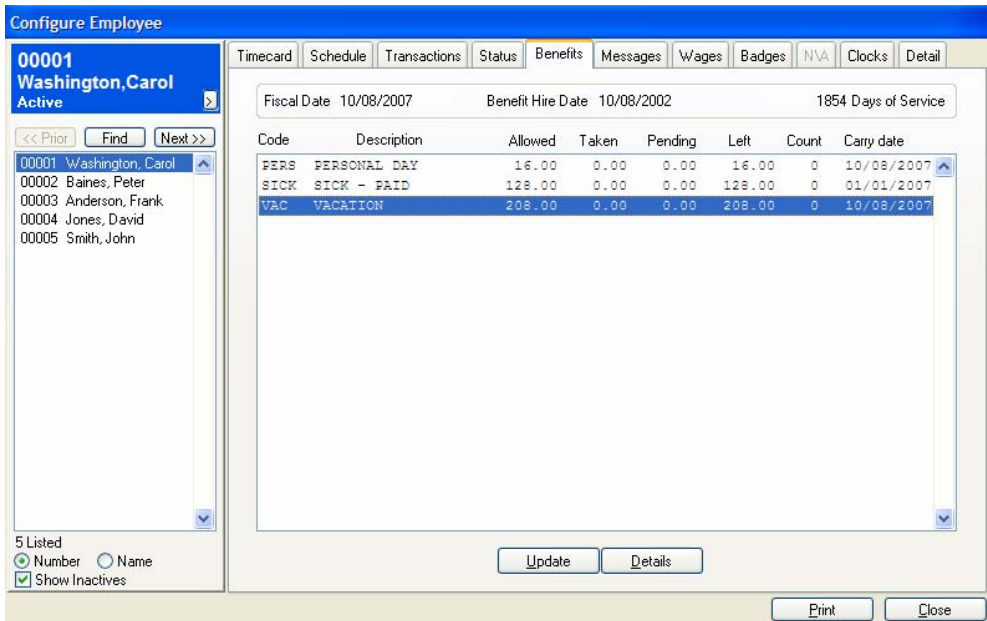 Configure Employee
00001
Washington,Carol
Active
>
<< Prior Find Next >>
00001 Washington, Carol
00002 Baines, Peter
00003 Anderson, Frank
00004 Jones, David
00005 Smith, John
5 Listed
Number Name
Show Inactives
Timecard Schedule Transactions Status Benefits Messages Wages Badges N\A Clocks Detail
Fiscal Date 10/08/2007 Benefit Hire Date 10/08/2002 1854 Days of Service
Code Description Allowed Taken Pending Left Count Carry date
PERS PERSONAL DAY 16.00 0.00 0.00 16.00 0 10/08/2007
SICK SICK - PAID 128.00 0.00 0.00 128.00 0 01/01/2007
VAC VACATION 208.00 0.00 0.00 208.00 0 10/08/2007
Update Details
Print Close